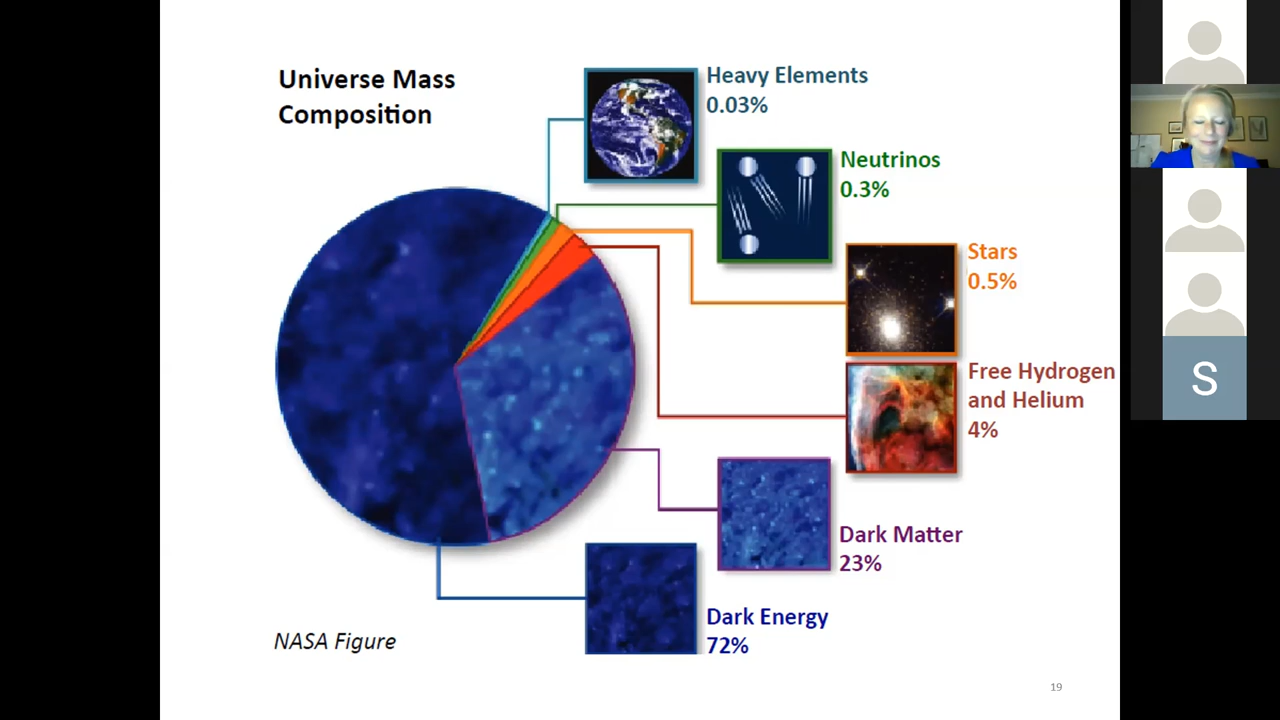 Universe Mass
Composition
Heavy Elements
0.03%
Neutrinos
0.3%
Stars
0.5%
Free Hydrogen
and Helium
4%
Dark Matter
23%
Dark Energy
72%
NASA Figure
19
S